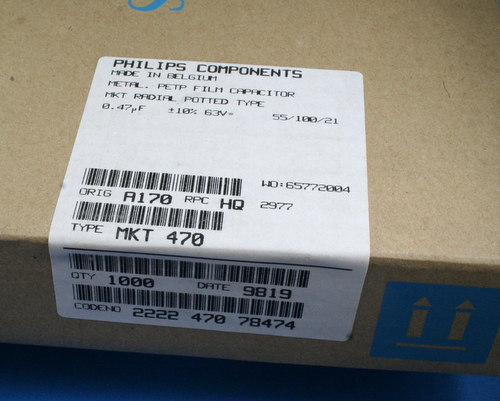 PHILIPS COMPONENTS
MADE IN BELGIUM
METAL. PETP FILM CAPACITOR
MKT RADIAL POTTED TYPE
0.47µF ±10% 63V= 55/100/21
WO:65772004
ORIG A170 RPC HQ 2977
TYPE MKT 470
QTY 1000 DATE 9819
CODENO 2222 470 78474